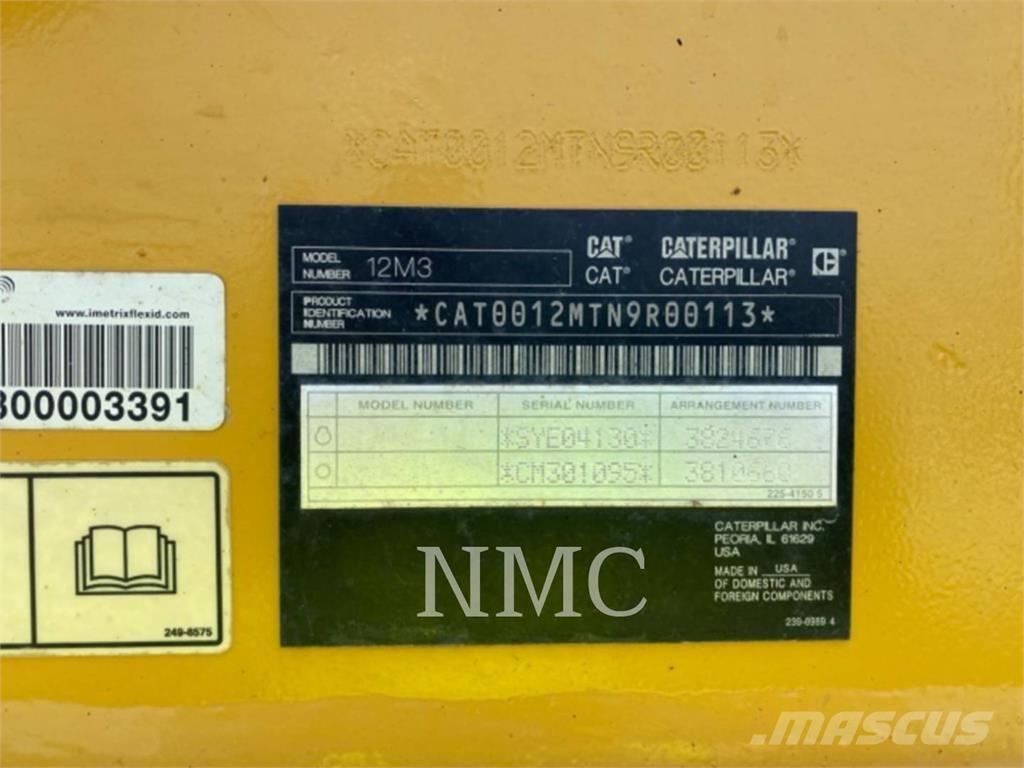 *CAT0012MTN9R00113*
MODEL NUMBER 12M3
CAT® CATERPILLAR®
CAT® CATERPILLAR®
PRODUCT IDENTIFICATION NUMBER *CAT0012MTN9R00113*
www.imetrixflexid.com
300003391
MODEL NUMBER SERIAL NUMBER ARRANGEMENT NUMBER
*SYE04130*
*CM301095*
225-4150 5
CATERPILLAR INC.
PEORIA, IL 61629
USA
MADE IN USA
OF DOMESTIC AND
FOREIGN COMPONENTS
239-8989 4
249-8575
NMC
MASCUS